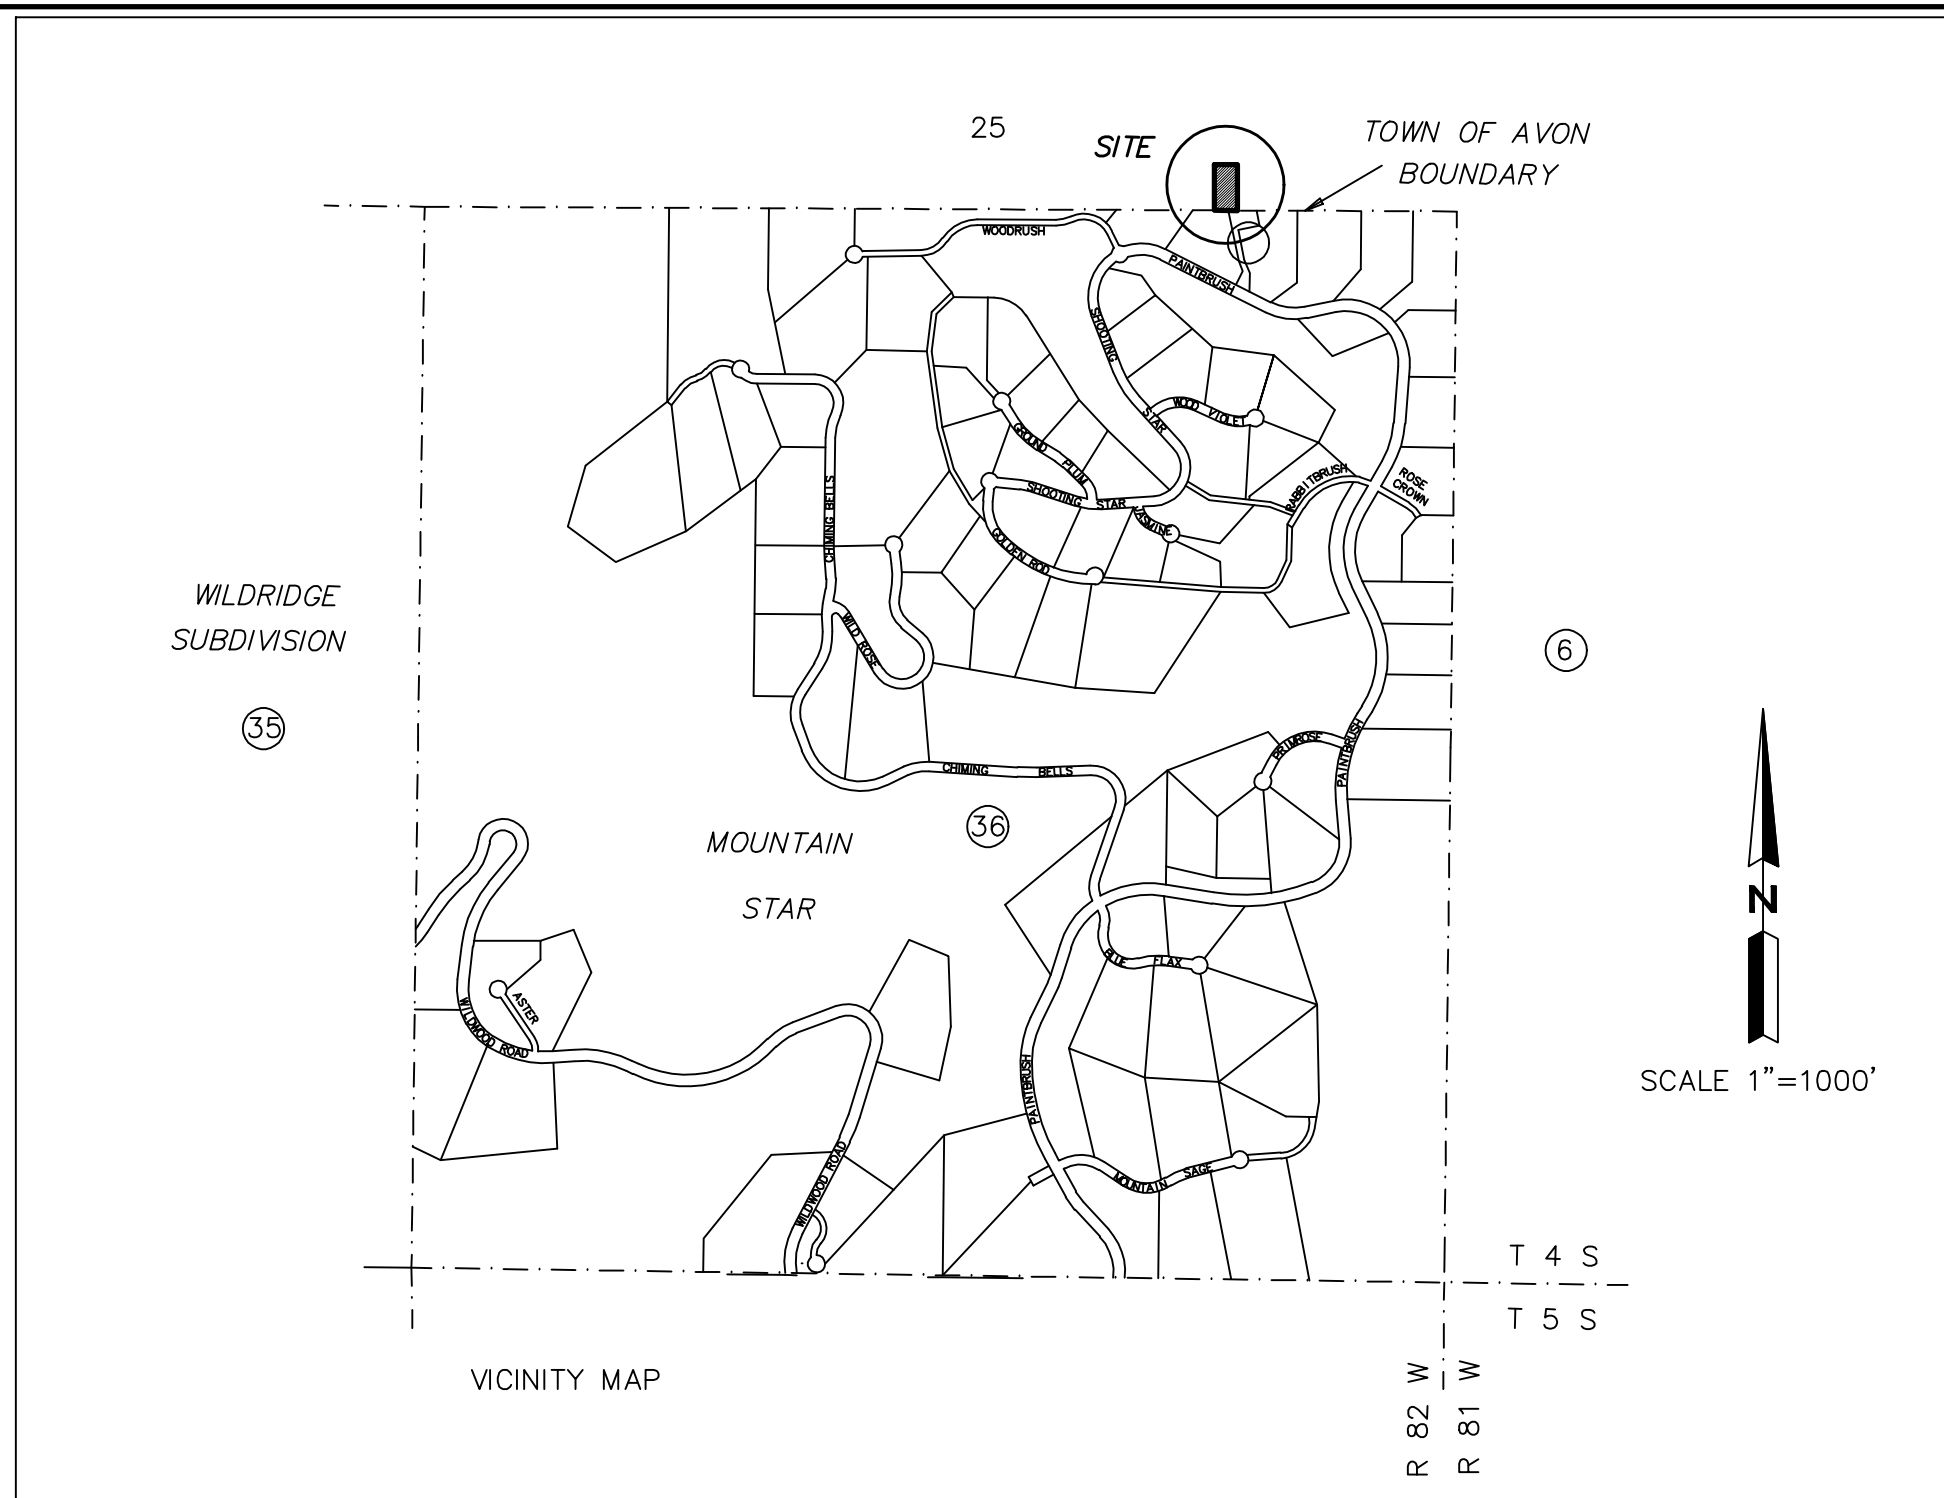 25
SITE
TOWN OF AVON
BOUNDARY
WOODRUSH
PAINTBRUSH
SHOOTING
STAR
WOOD VIOLET
GROUND PLUM
RABBITBRUSH
ROSE
CROWN
SHOOTING STAR
JASMINE
GOLDEN ROD
CHIMING BELLS
WILD ROSE
WILDRIDGE
SUBDIVISION
6
35
PRIMROSE
PAINTBRUSH
CHIMING BELLS
36
MOUNTAIN
STAR
N
BLUE FLAX
ASTER
WILDWOOD ROAD
PAINTBRUSH
SCALE 1"=1000'
WILDWOOD ROAD
MOUNTAIN SAGE
T 4 S
T 5 S
VICINITY MAP
R 82 W
R 81 W